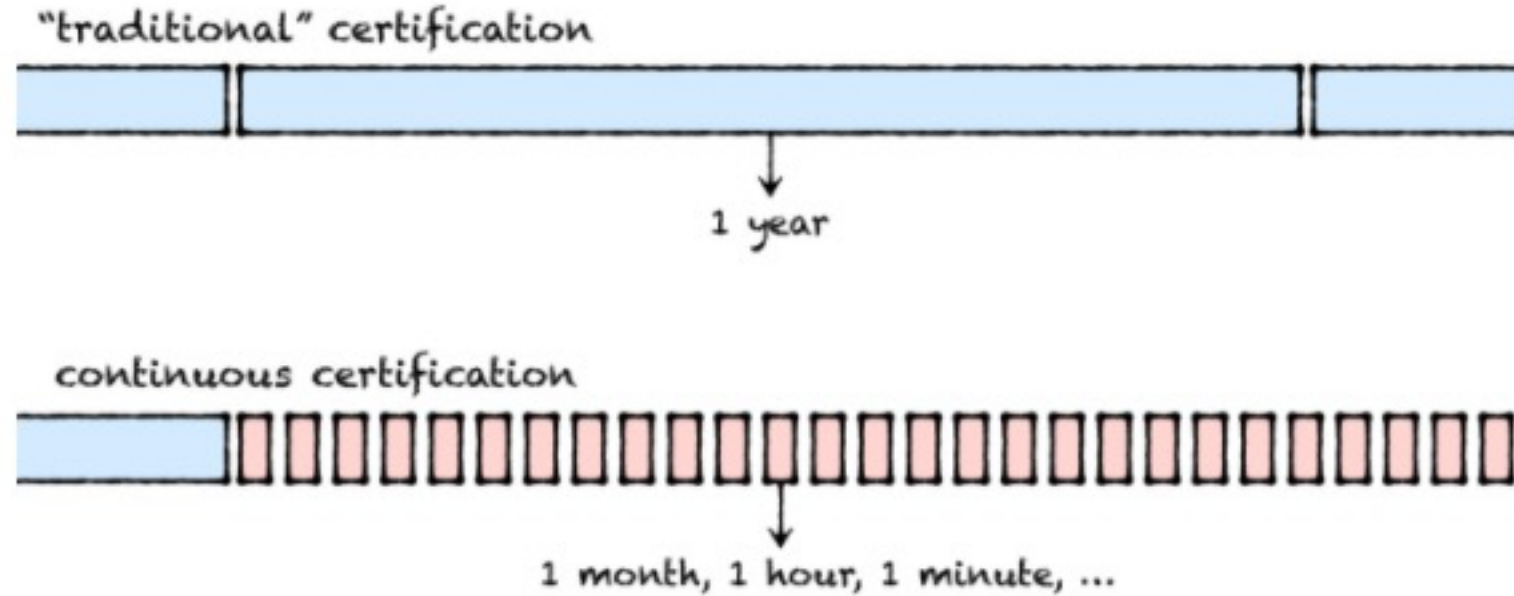 “traditional” certification
1 year
continuous certification
1 month, 1 hour, 1 minute, ...